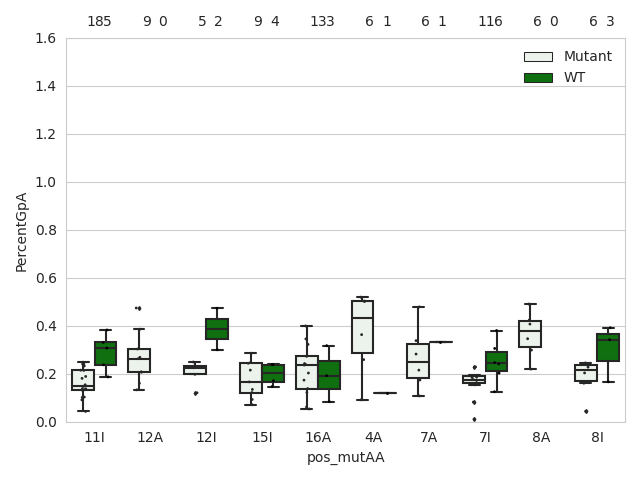 185 9 0 5 2 9 4 133 6 1 6 1 116 6 0 6 3
1.6
Mutant
WT
1.4
1.2
1.0
0.8
0.6
0.4
0.2
0.0
PercentGpA
11I 12A 12I 15I 16A 4A 7A 7I 8A 8I
pos_mutAA